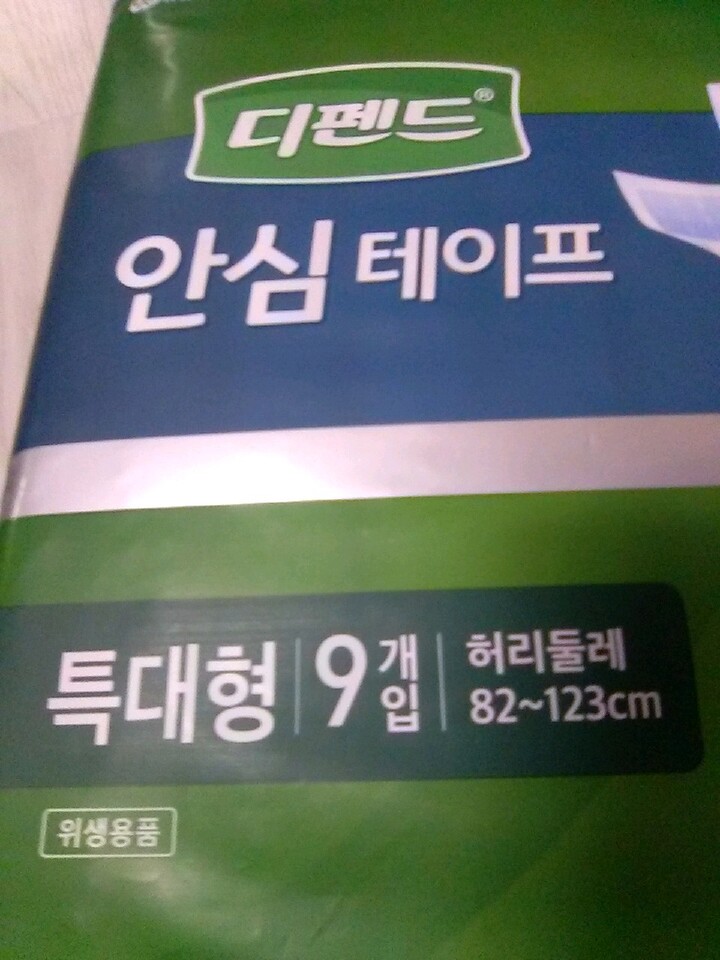 디펜드®
안심 테이프
특대형 9개입 허리둘레
82~123cm
위생용품